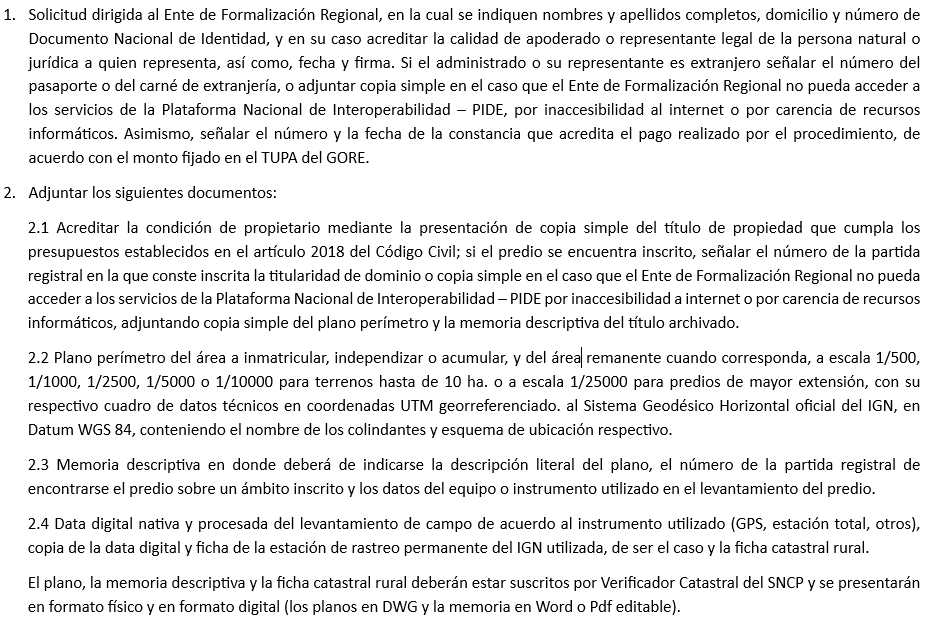 1. Solicitud dirigida al Ente de Formalización Regional, en la cual se indiquen nombres y apellidos completos, domicilio y número de
Documento Nacional de Identidad, y en su caso acreditar la calidad de apoderado o representante legal de la persona natural o
jurídica a quien representa, así como, fecha y firma. Si el administrado o su representante es extranjero señalar el número del
pasaporte o del carné de extranjería, o adjuntar copia simple en el caso que el Ente de Formalización Regional no pueda acceder a
los servicios de la Plataforma Nacional de Interoperabilidad – PIDE, por inaccesibilidad al internet o por carencia de recursos
informáticos. Asimismo, señalar el número y la fecha de la constancia que acredita el pago realizado por el procedimiento, de
acuerdo con el monto fijado en el TUPA del GORE.
2. Adjuntar los siguientes documentos:
2.1 Acreditar la condición de propietario mediante la presentación de copia simple del título de propiedad que cumpla los
presupuestos establecidos en el artículo 2018 del Código Civil; si el predio se encuentra inscrito, señalar el número de la partida
registral en la que conste inscrita la titularidad de dominio o copia simple en el caso que el Ente de Formalización Regional no pueda
acceder a los servicios de la Plataforma Nacional de Interoperabilidad – PIDE por inaccesibilidad a internet o por carencia de recursos
informáticos, adjuntando copia simple del plano perímetro y la memoria descriptiva del título archivado.
2.2 Plano perímetro del área a inmatricular, independizar o acumular, y del área remanente cuando corresponda, a escala 1/500,
1/1000, 1/2500, 1/5000 o 1/10000 para terrenos hasta de 10 ha. o a escala 1/25000 para predios de mayor extensión, con su
respectivo cuadro de datos técnicos en coordenadas UTM georreferenciado. al Sistema Geodésico Horizontal oficial del IGN, en
Datum WGS 84, conteniendo el nombre de los colindantes y esquema de ubicación respectivo.
2.3 Memoria descriptiva en donde deberá de indicarse la descripción literal del plano, el número de la partida registral de
encontrarse el predio sobre un ámbito inscrito y los datos del equipo o instrumento utilizado en el levantamiento del predio.
2.4 Data digital nativa y procesada del levantamiento de campo de acuerdo al instrumento utilizado (GPS, estación total, otros),
copia de la data digital y ficha de la estación de rastreo permanente del IGN utilizada, de ser el caso y la ficha catastral rural.
El plano, la memoria descriptiva y la ficha catastral rural deberán estar suscritos por Verificador Catastral del SNCP y se presentarán
en formato físico y en formato digital (los planos en DWG y la memoria en Word o Pdf editable).